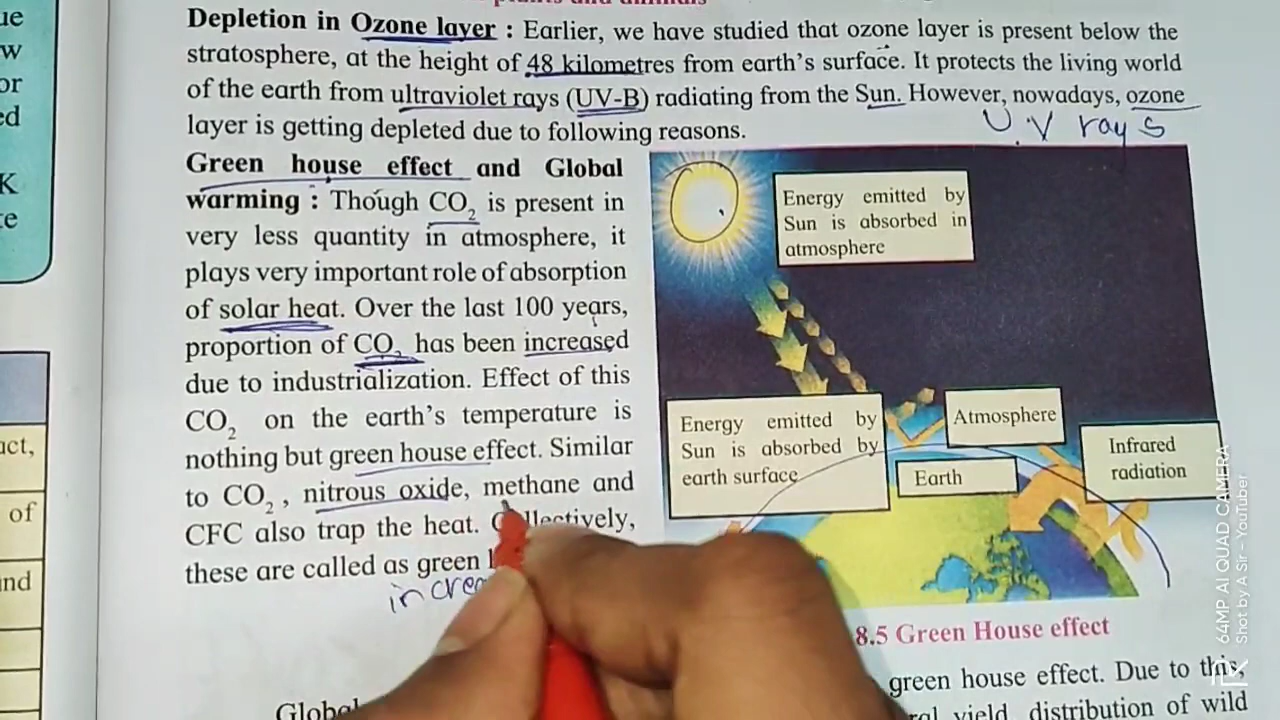 plants and animals
Depletion in Ozone layer : Earlier, we have studied that ozone layer is present below the
stratosphere, at the height of 48 kilometres from earth's surface. It protects the living world
of the earth from ultraviolet rays (UV-B) radiating from the Sun. However, nowadays, ozone
layer is getting depleted due to following reasons.
U.V rays
Green house effect and Global
warming : Though CO2 is present in
very less quantity in atmosphere, it
plays very important role of absorption
of solar heat. Over the last 100 years,
proportion of CO2 has been increased
due to industrialization. Effect of this
CO2 on the earth's temperature is
nothing but green house effect. Similar
to CO2, nitrous oxide, methane and
CFC also trap the heat.
these are called as green
Energy emitted by
Sun is absorbed in
atmosphere
Energy emitted by
Sun is absorbed by
earth surface
Atmosphere
Earth
Infrared
radiation
8.5 Green House effect
green house effect. Due to this,
yield, distribution of wild
Global
64MP AI QUAD CAMERA
Shot by A Sir - YouTuber
of
K